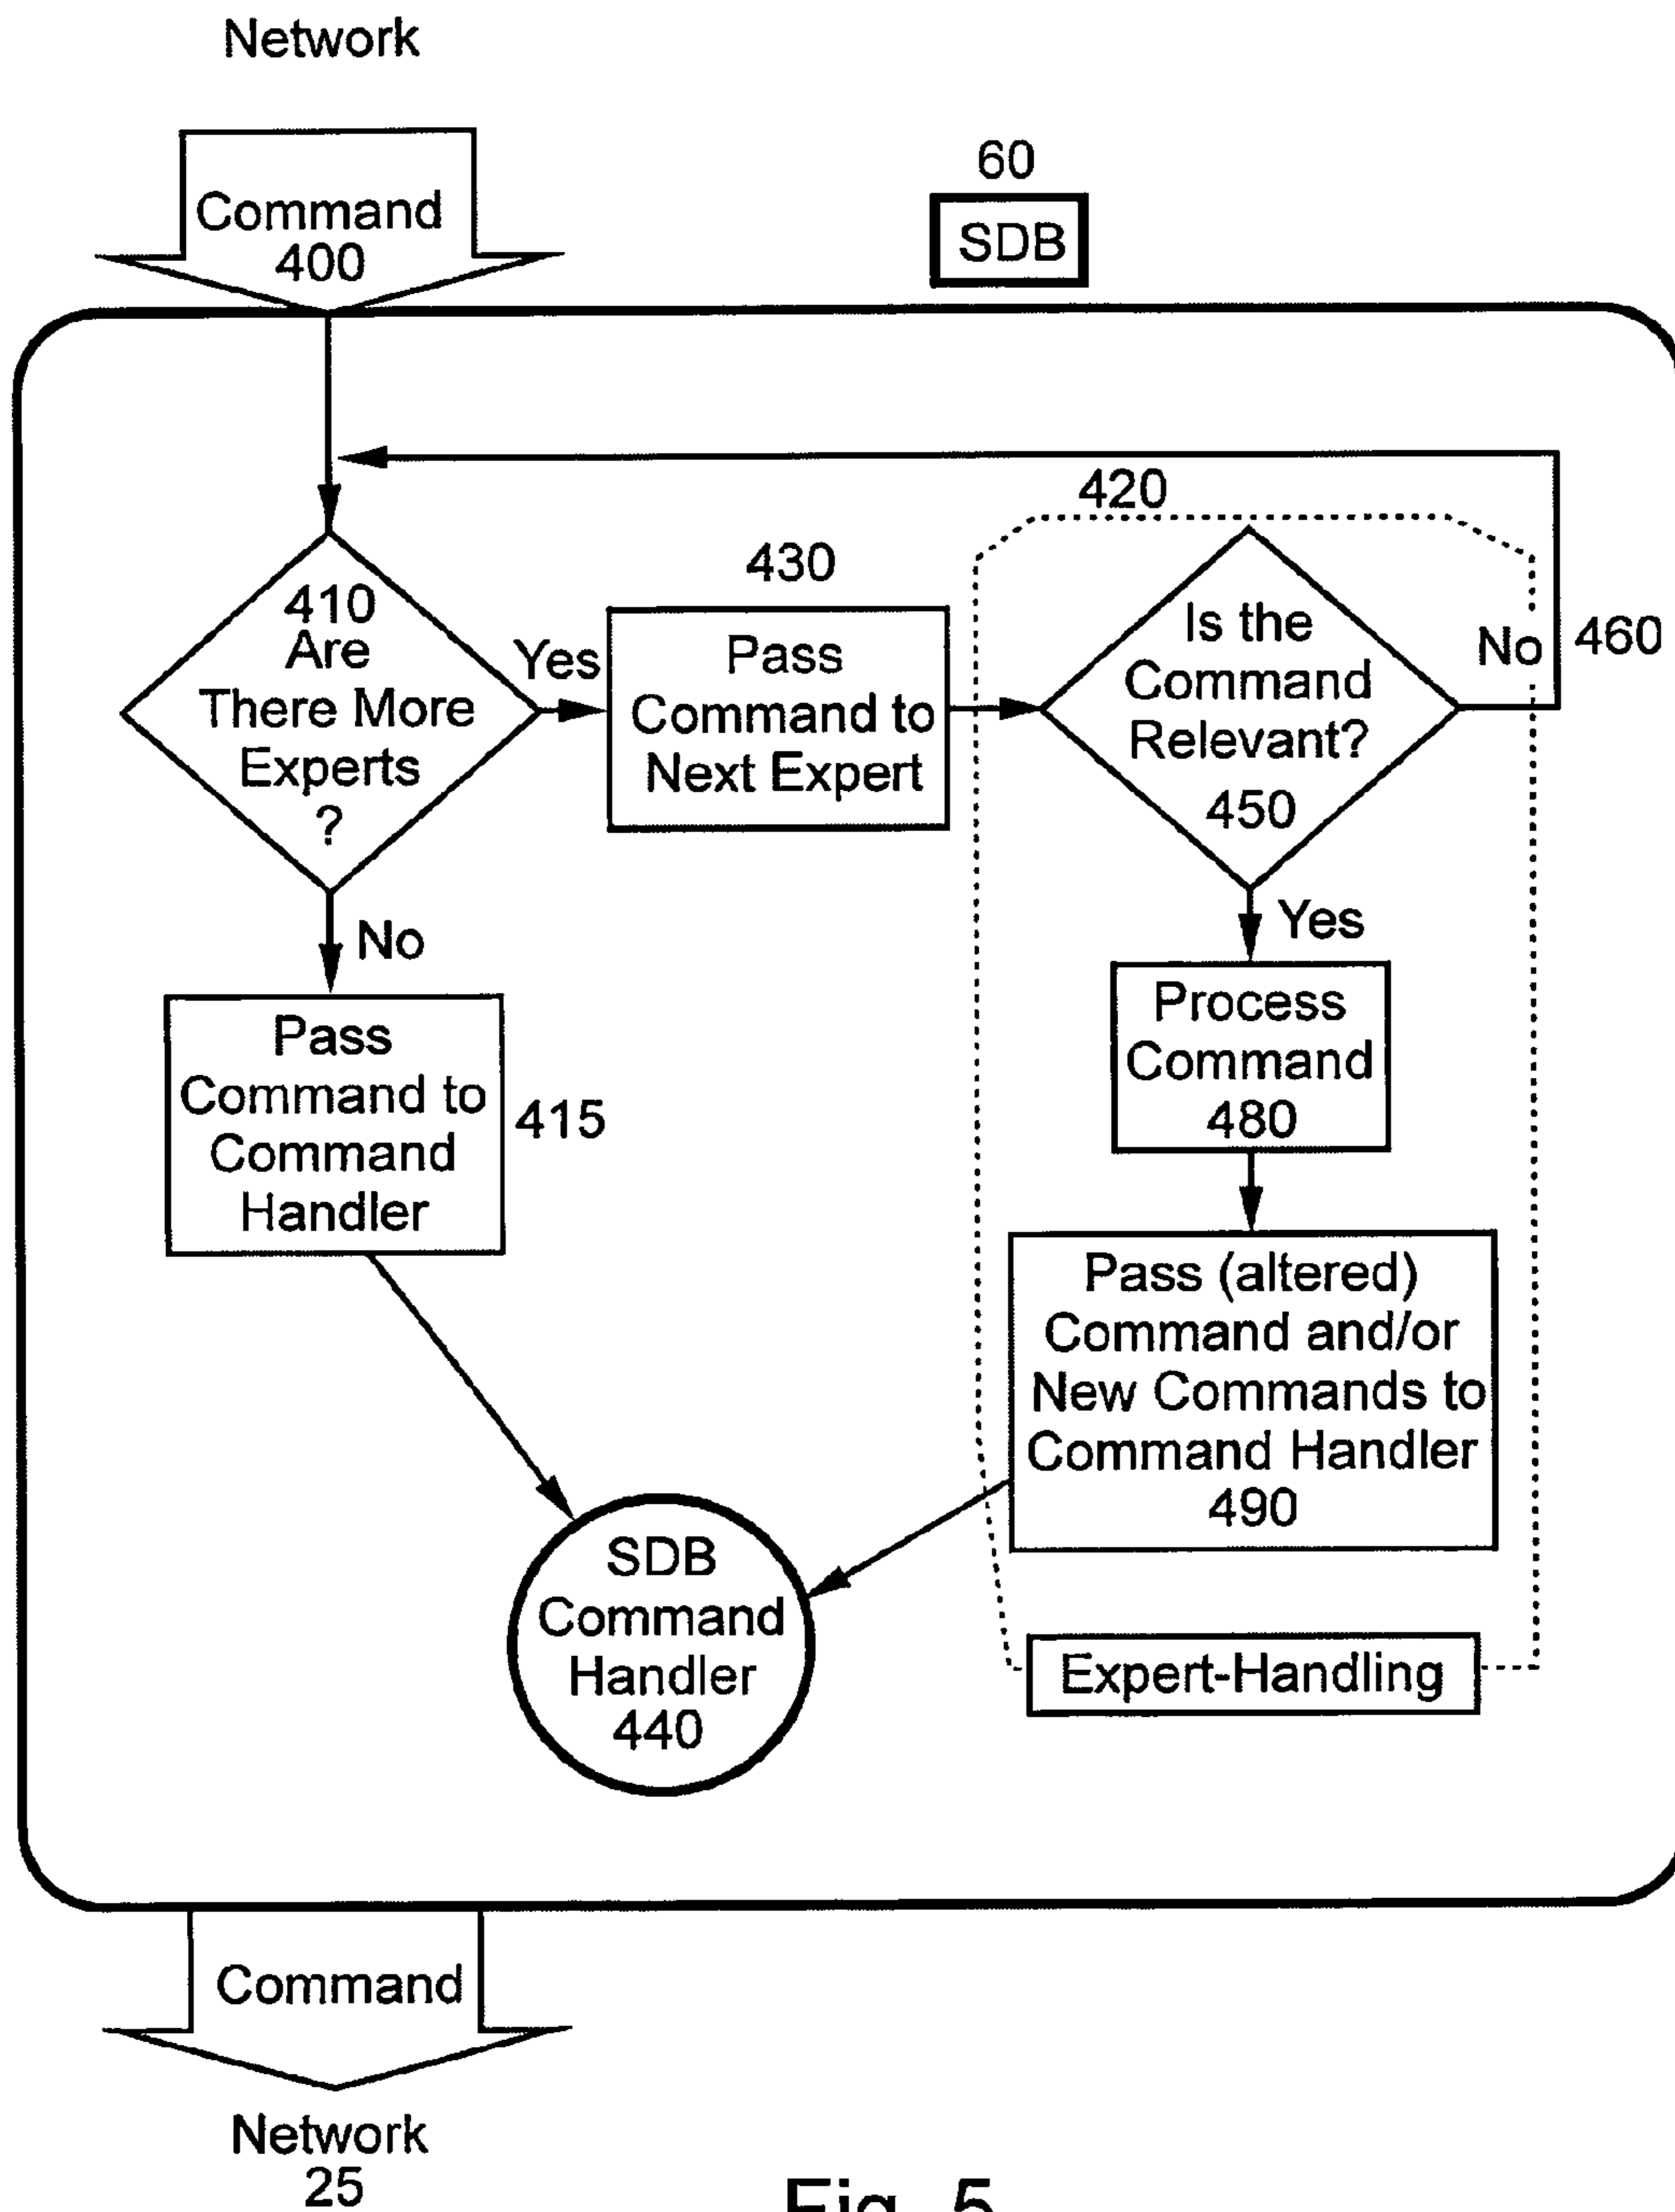 Network
Command
400
60
SDB
420
430
410
Are
There More
Experts
?
Yes
Pass
Command to
Next Expert
Is the
Command
Relevant?
450
No
460
No
Yes
Pass
Command to
Command
Handler
415
Process
Command
480
Pass (altered)
Command and/or
New Commands to
Command Handler
490
SDB
Command
Handler
440
Expert-Handling
Command
Network
25
Fig. 5